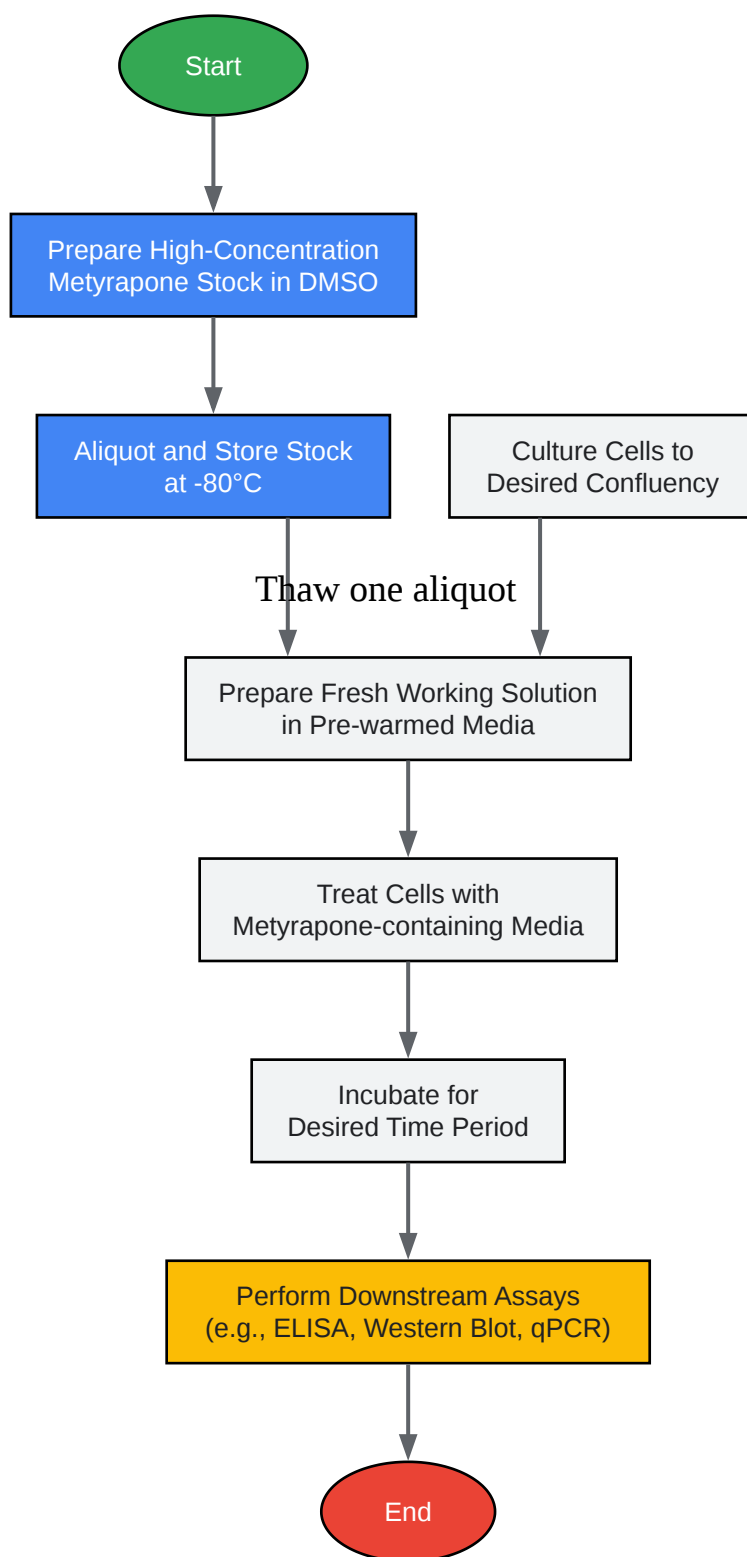 Start
Prepare High-Concentration
Metyrapone Stock in DMSO
Aliquot and Store Stock
at -80°C
Culture Cells to
Desired Confluency
Thaw one aliquot
Prepare Fresh Working Solution
in Pre-warmed Media
Treat Cells with
Metyrapone-containing Media
Incubate for
Desired Time Period
Perform Downstream Assays
(e.g., ELISA, Western Blot, qPCR)
End